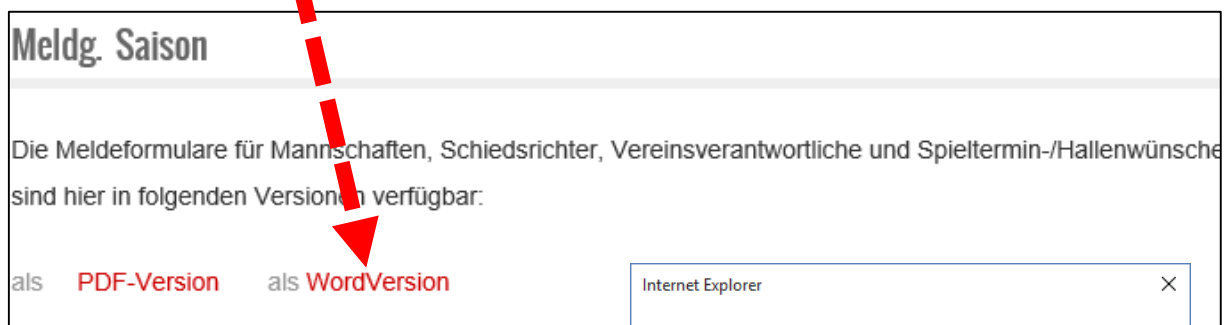 Meldg. Saison
Die Meldeformulare für Mannschaften, Schiedsrichter, Vereinsverantwortliche und Spieltermin-/Hallenwünsche
sind hier in folgenden Versionen verfügbar:
als PDF-Version als WordVersion
Internet Explorer